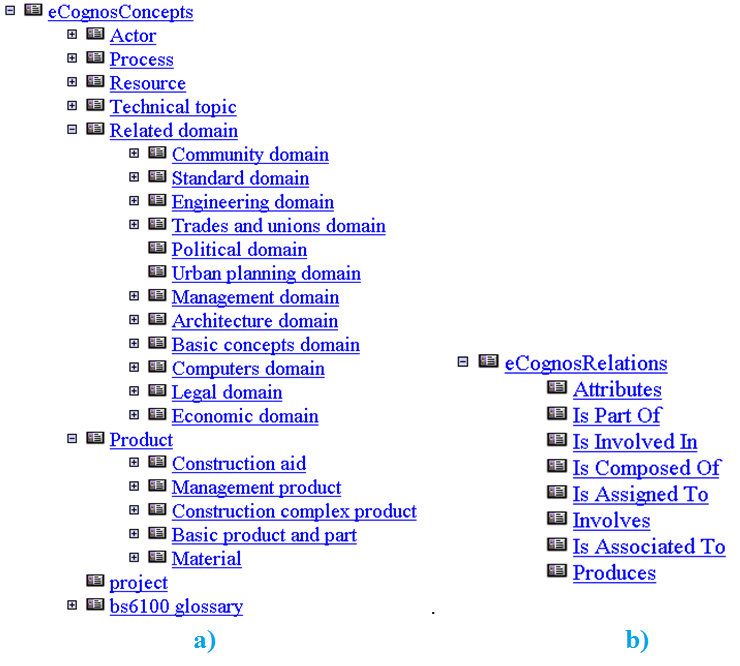 eCognosConcepts
Actor
Process
Resource
Technical topic
Related domain
Community domain
Standard domain
Engineering domain
Trades and unions domain
Political domain
Urban planning domain
Management domain
Architecture domain
Basic concepts domain
Computers domain
Legal domain
Economic domain
Product
Construction aid
Management product
Construction complex product
Basic product and part
Material
project
bs6100 glossary
.
a)
eCognosRelations
Attributes
Is Part Of
Is Involved In
Is Composed Of
Is Assigned To
Involves
Is Associated To
Produces
b)